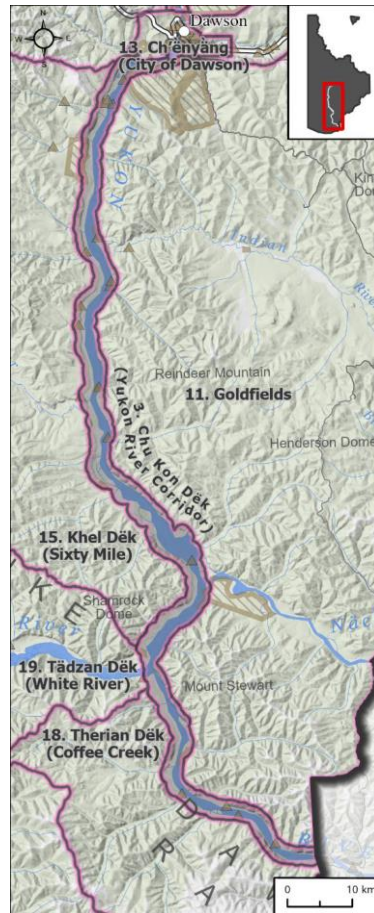 Dawson
13. Ch'ënyäng
(City of Dawson)
YUKON
Indian
Reindeer Mountain
11. Goldfields
3. Chu Kon Dëk
(Yukon River Corridor)
Henderson Dome
15. Khel Dëk
(Sixty Mile)
Shamrock
Dome
River
19. Tädzan Dëk
(White River)
Mount Stewart
18. Therian Dëk
(Coffee Creek)
0 10 km